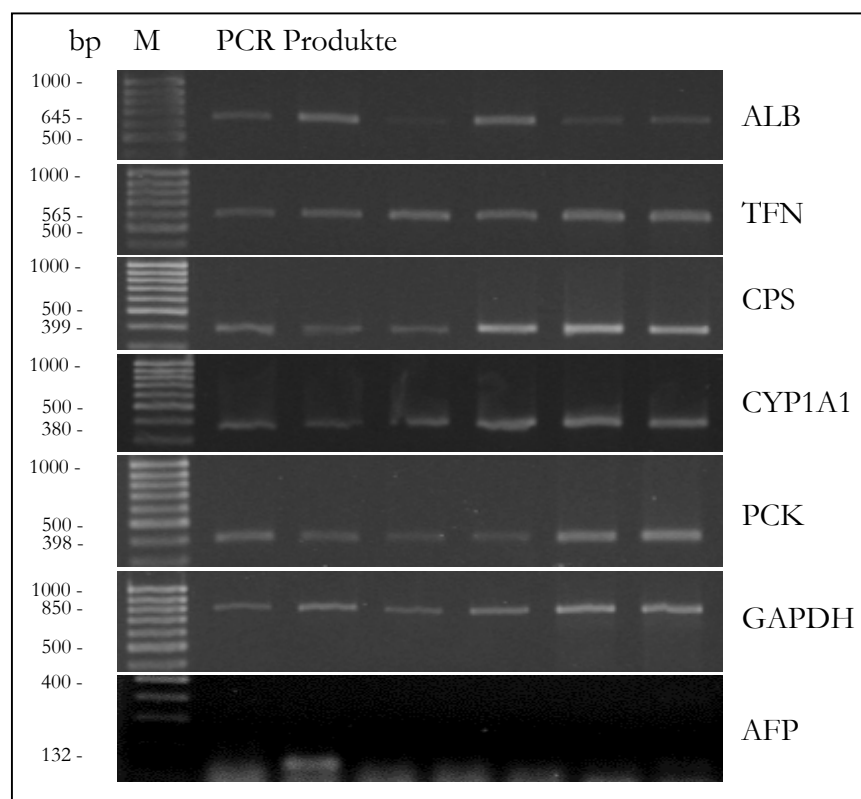 bp M PCR Produkte
1000 -
645 - ALB
500 -
1000 -
565 - TFN
500 -
1000 -
500 - CPS
399 -
1000 -
500 - CYP1A1
380 -
1000 -
500 - PCK
398 -
1000 -
850 - GAPDH
500 -
400 -
AFP
132 -